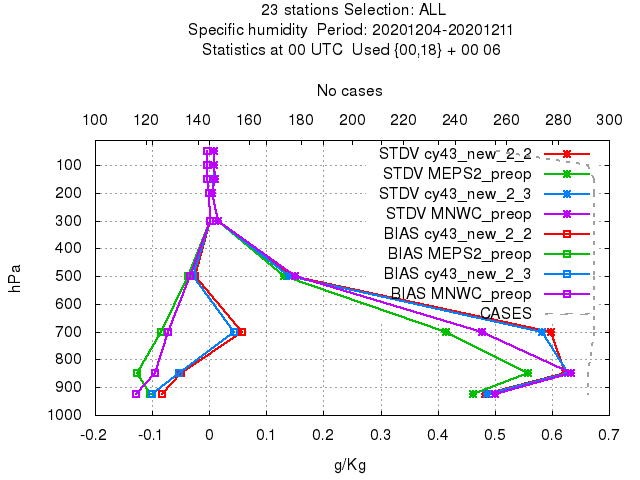 23 stations Selection: ALL
Specific humidity  Period: 20201204-20201211
Statistics at 00 UTC  Used {00,18} + 00 06
No cases
100 120 140 160 180 200 220 240 260 280 300
STDV cy43_new_2_2
STDV MEPS2_preop
STDV cy43_new_2_3
STDV MNWC_preop
BIAS cy43_new_2_2
BIAS MEPS2_preop
BIAS cy43_new_2_3
BIAS MNWC_preop
CASES
hPa
100
200
300
400
500
600
700
800
900
1000
-0.2 -0.1 0 0.1 0.2 0.3 0.4 0.5 0.6 0.7
g/Kg